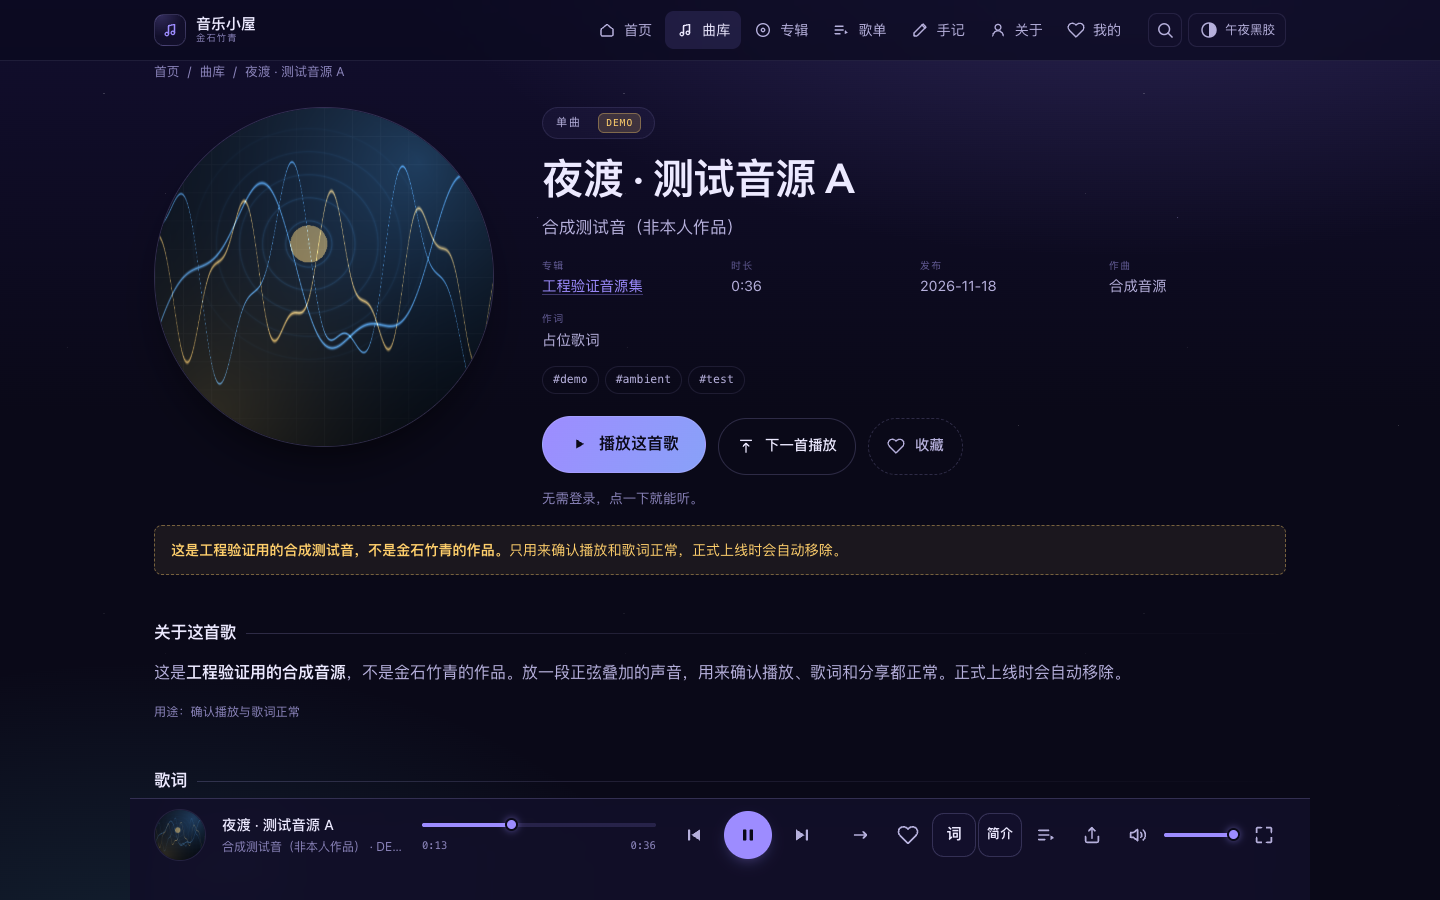 音乐小屋
金石竹青
首页 曲库 专辑 歌单 手记 关于 我的 午夜黑胶
首页 / 曲库 / 夜渡 · 测试音源 A
单曲 DEMO
夜渡 · 测试音源 A
合成测试音（非本人作品）
专辑 时长 发布 作曲
工程验证音源集 0:36 2026-11-18 合成音源
作词
占位歌词
#demo #ambient #test
播放这首歌 下一首播放 收藏
无需登录，点一下就能听。
这是工程验证用的合成测试音，不是金石竹青的作品。只用来确认播放和歌词正常，正式上线时会自动移除。
关于这首歌
这是工程验证用的合成音源，不是金石竹青的作品。放一段正弦叠加的声音，用来确认播放、歌词和分享都正常。正式上线时会自动移除。
用途：确认播放与歌词正常
歌词
夜渡 · 测试音源 A
合成测试音（非本人作品） · DE...
0:13 0:36
词 简介